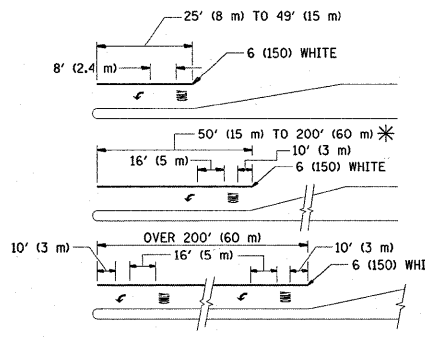 25' (8 m) TO 49' (15 m)
6 (150) WHITE
8' (2.4 m)
50' (15 m) TO 200' (60 m) ✳
10' (3 m)
16' (5 m)
6 (150) WHITE
OVER 200' (60 m)
10' (3 m)
16' (5 m)
10' (3 m)
6 (150) WHI